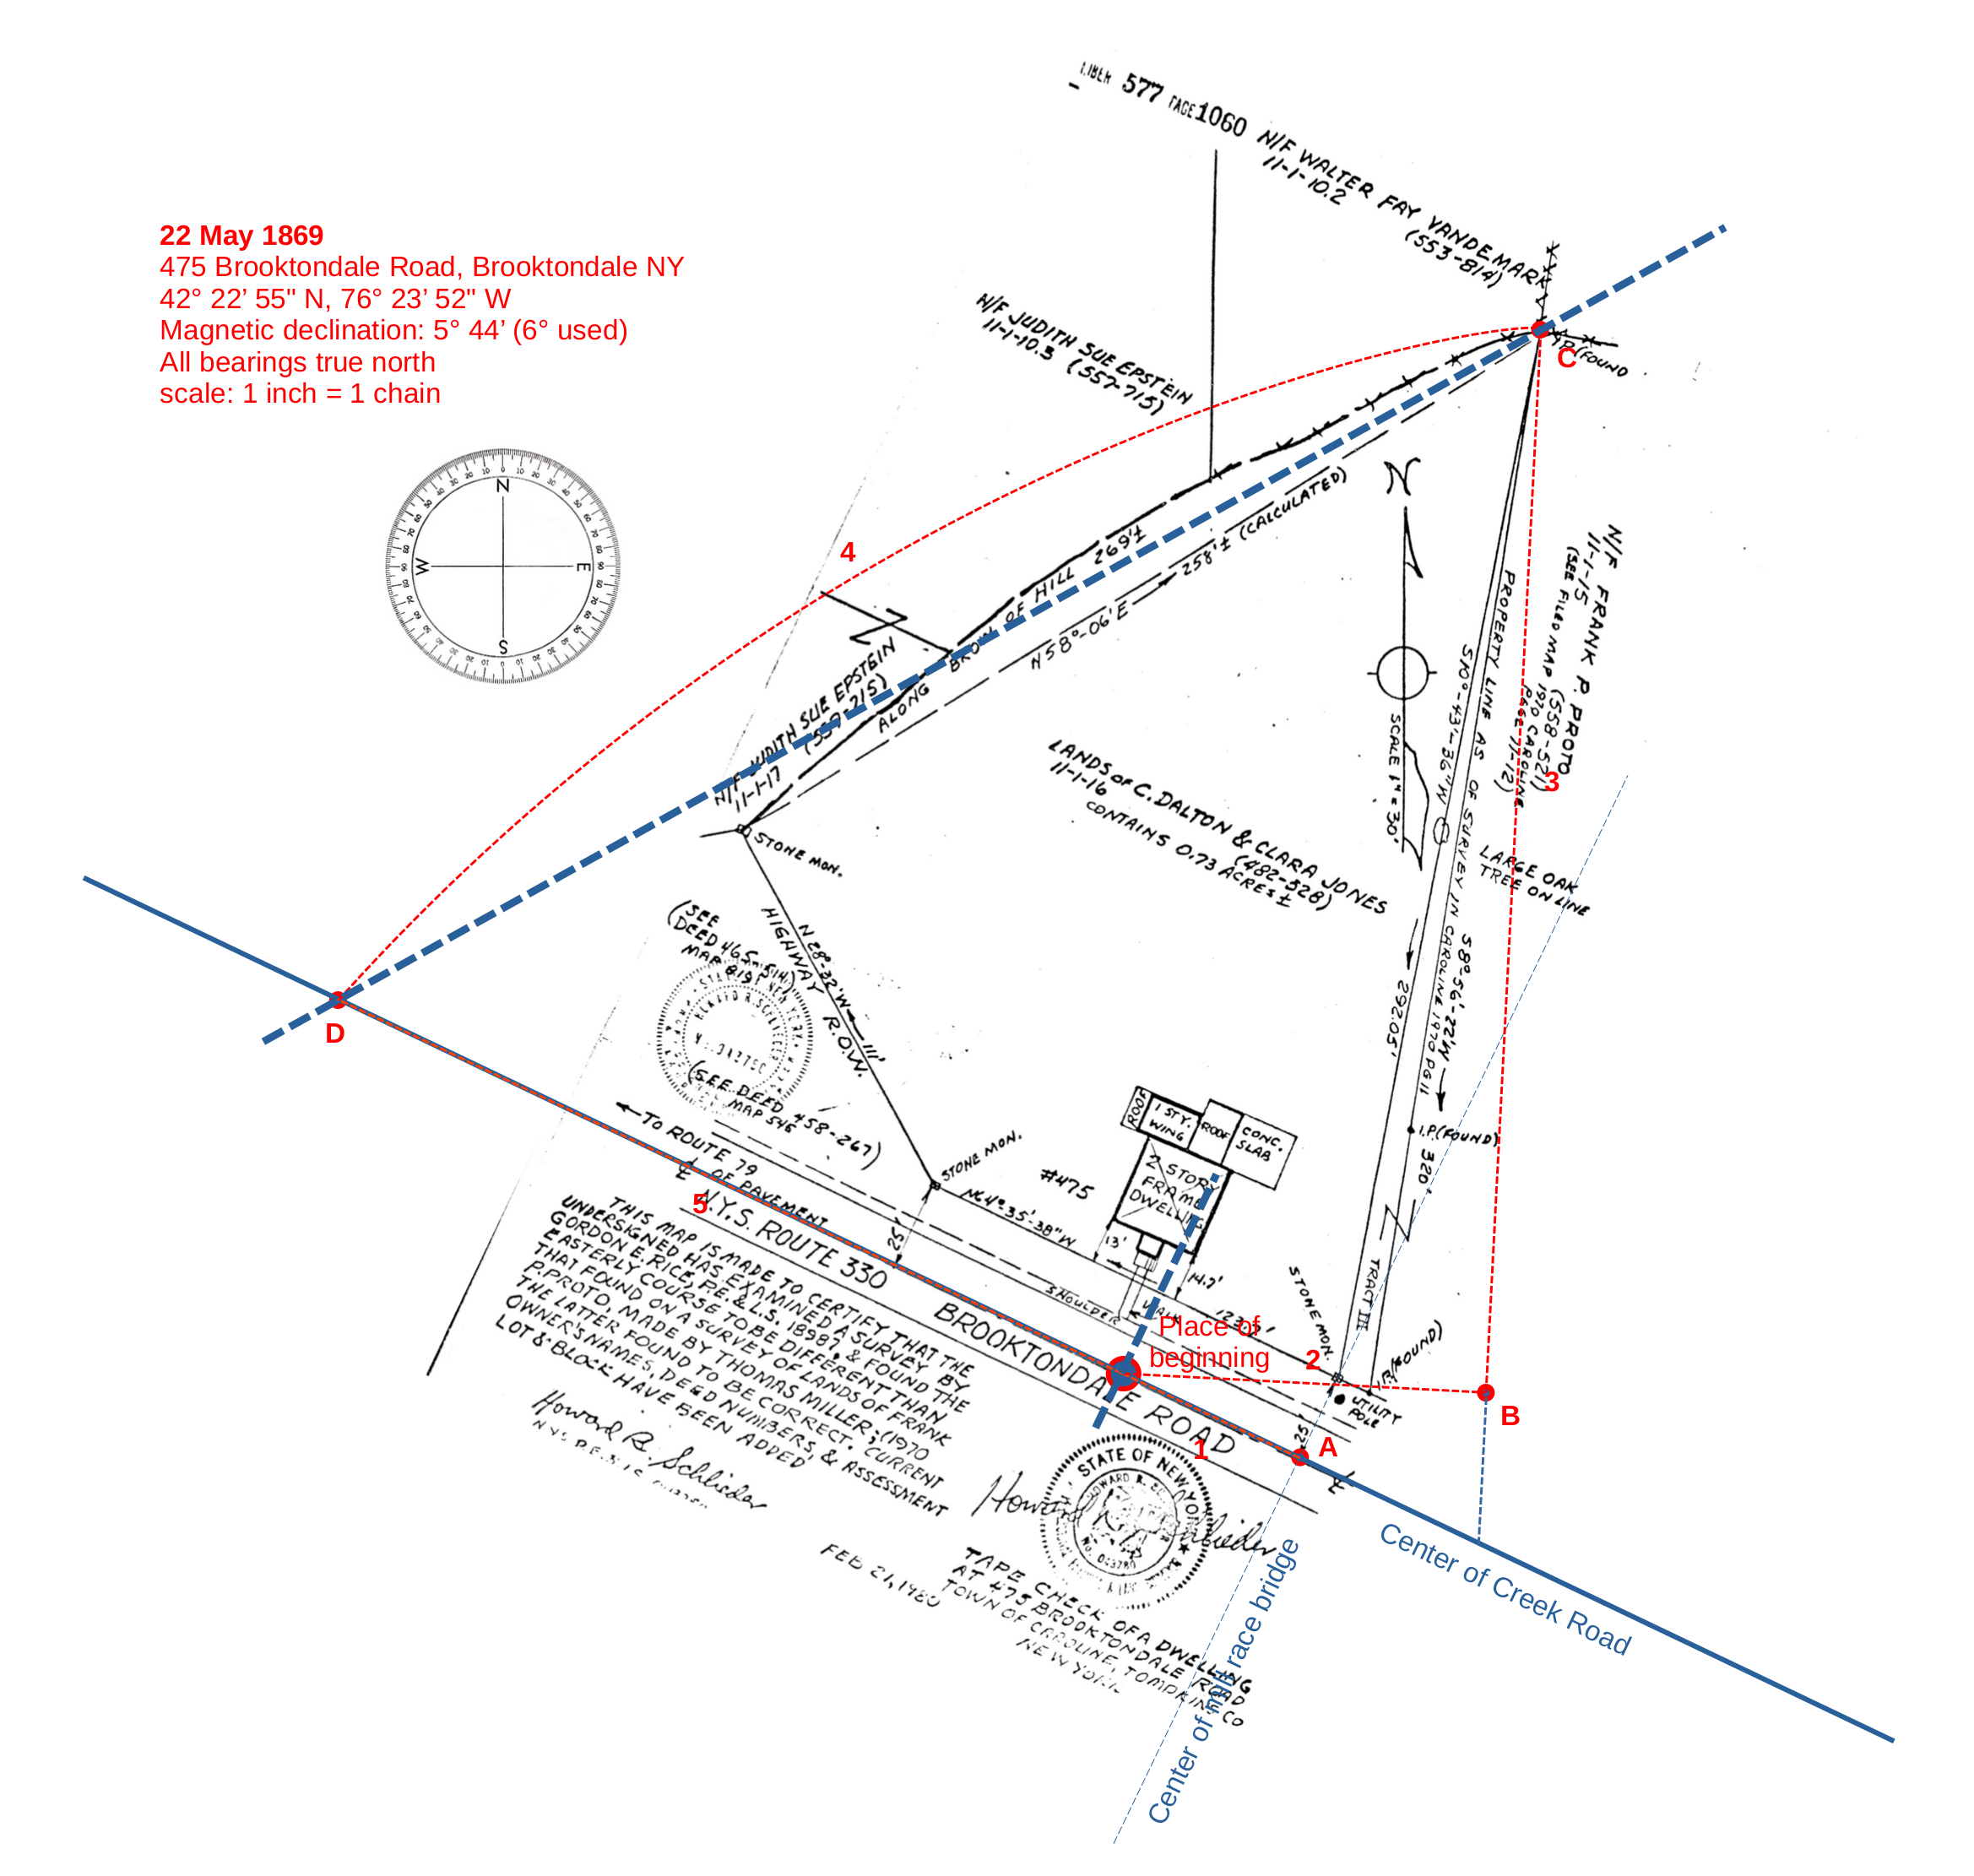 LIBER 577 PAGE 1060
N/F WALTER FAY VANDEMARK
11-1-10.2
(553-814)
22 May 1869
475 Brooktondale Road, Brooktondale NY
42° 22’ 55" N, 76° 23’ 52" W
Magnetic declination: 5° 44’ (6° used)
All bearings true north
scale: 1 inch = 1 chain
N/F JUDITH SUE EPSTEIN
11-1-10.3 (557-715)
I.P.(FOUND
C
N
E
S
W
N
4
ALONG BROW OF HILL 269'±
N58°-06'E 258'± (CALCULATED)
N/F JUDITH SUE EPSTEIN
11-1-17 (557-715)
N/F FRANK P. PROTO
11-1-15 (558-521)
(SEE FILED MAP 1970 CAROLINE
PAGE 11-12)
3
SCALE 1"=30'
S10°-43'-36"W
292.05'
PROPERTY LINE AS OF SURVEY IN CAROLINE 1970 PG11
S8°-56'-22"W
320'
LANDS OF C. DALTON & CLARA JONES
11-1-16 (482-528)
CONTAINS 0.73 ACRES±
LARGE OAK
TREE ON LINE
STONE MON.
(SEE
DEED 465-514)
MAP 819
N28°-22'W 111'
HIGHWAY R.O.W.
D
(SEE DEED 458-267)
MAP 546
TO ROUTE 79
℄ OF PAVEMENT
5
N.Y.S. ROUTE 330 BROOKTONDALE ROAD
STONE MON.
25'
N64°-35'-38"W
123.5'
#475
ROOF
1 STY.
WING
ROOF
CONC.
SLAB
2 STORY
FRAME
DWELLING
13'
14.7'
SHOULDER
WALK
I.P.(FOUND)
TRACT III
STONE MON.
I.P.(FOUND)
UTILITY
POLE
Place of
beginning
2
B
A
1
25'
℄
THIS MAP IS MADE TO CERTIFY THAT THE
UNDERSIGNED HAS EXAMINED A SURVEY BY
GORDON E. RICE, P.E. & L.S. 18987, & FOUND THE
EASTERLY COURSE TO BE DIFFERENT THAN
THAT FOUND ON A SURVEY OF LANDS OF FRANK
P. PROTO, MADE BY THOMAS MILLER; (1970
THE LATTER FOUND TO BE CORRECT. CURRENT
OWNER'S NAMES, DEED NUMBERS, & ASSESSMENT
LOT & BLOCK HAVE BEEN ADDED
Howard R. Schlieder
STATE OF NEW YORK
HOWARD R.
Howard R. Schlieder
FEB 21, 1980
TAPE CHECK OF A DWELLING
AT 475 BROOKTONDALE ROAD
TOWN OF CAROLINE, TOMPKINS CO
NEW YORK
Center of mill race bridge
Center of Creek Road